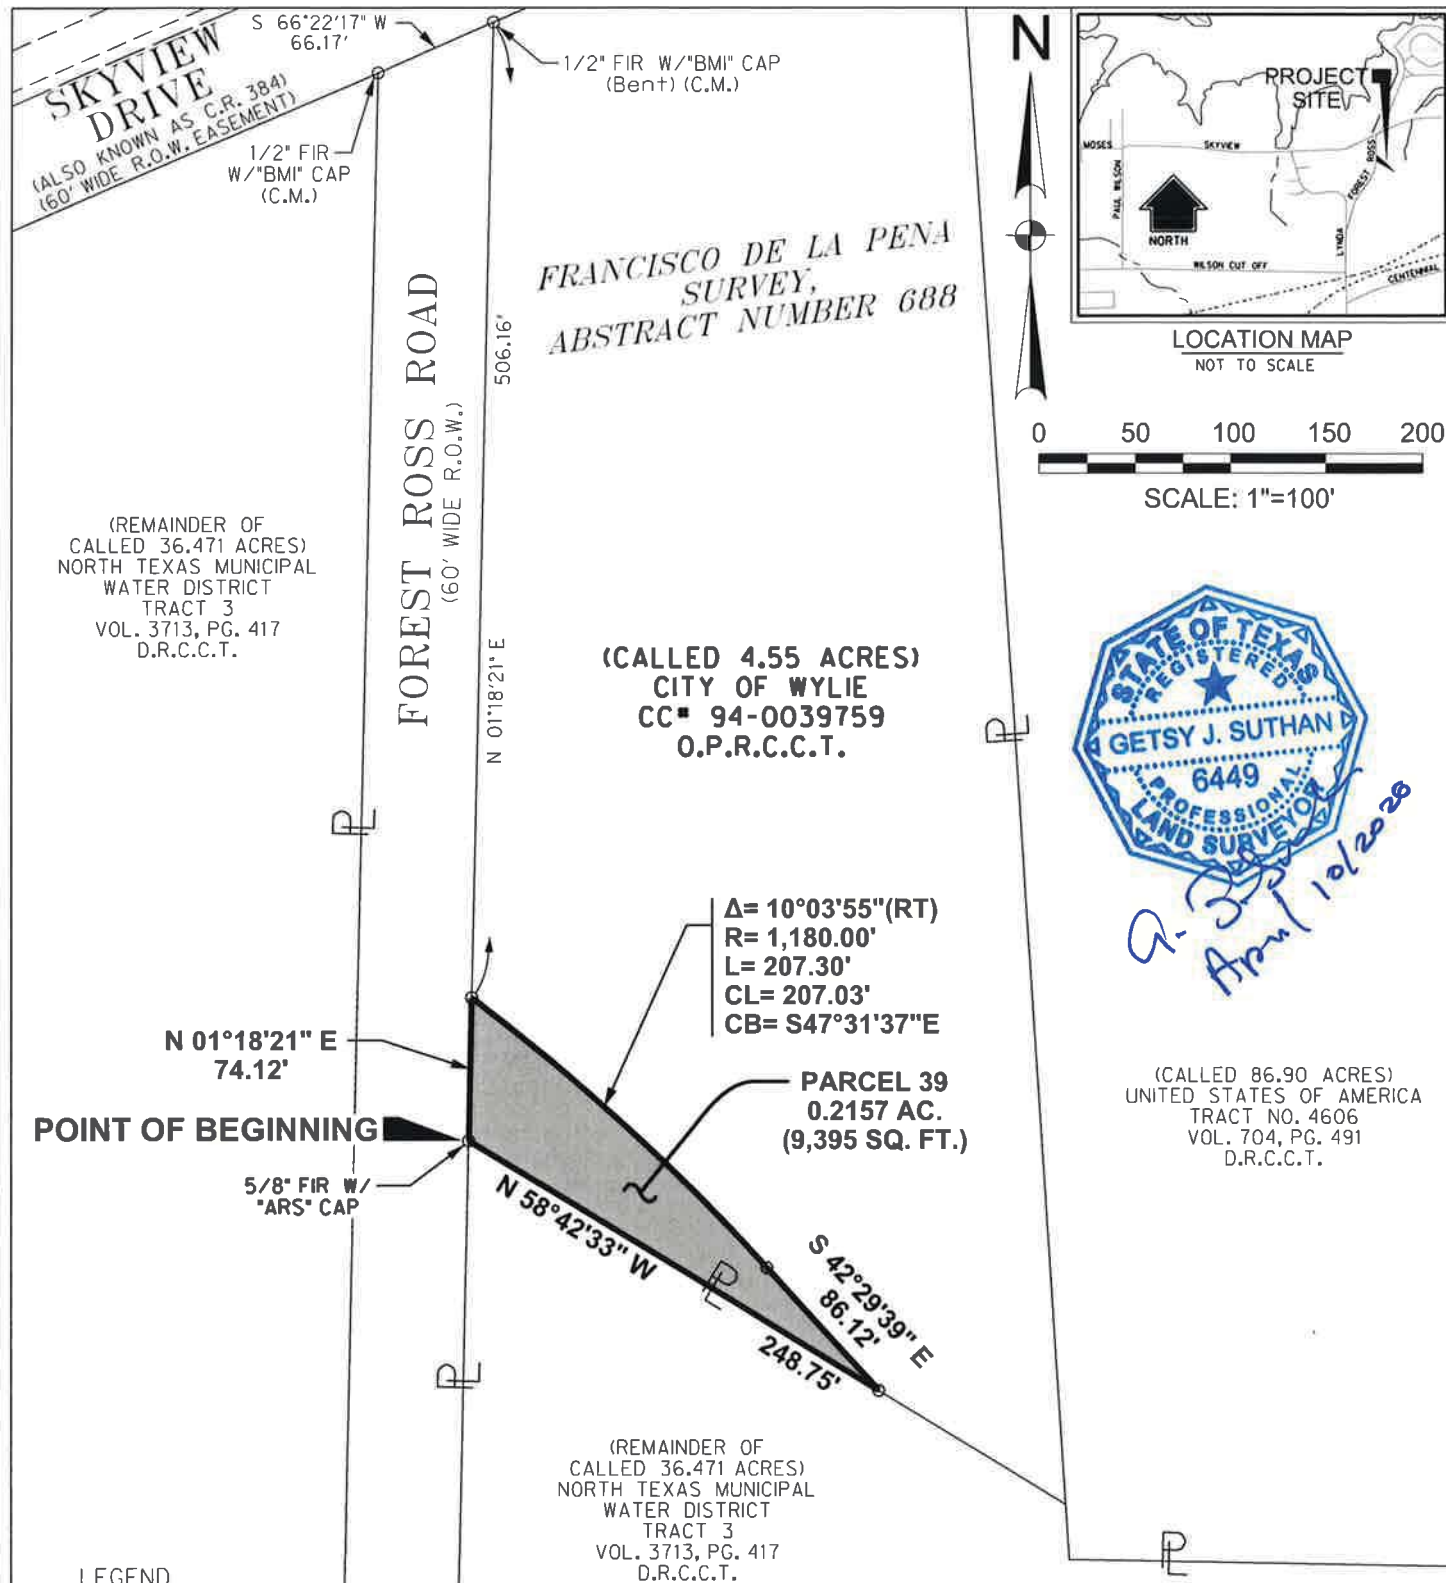 S 66°22'17" W
66.17'
SKYVIEW
DRIVE
(ALSO KNOWN AS C.R. 384)
(60' WIDE R.O.W. EASEMENT)
1/2" FIR W/"BMI" CAP
(Bent) (C.M.)
1/2" FIR
W/"BMI" CAP
(C.M.)
N
PROJECT
SITE
MOSES
SKYVIEW
PAUL WILSON
NORTH
FOREST ROSS
LYNDA
WILSON CUT OFF
CENTENNIAL
LOCATION MAP
NOT TO SCALE
FRANCISCO DE LA PENA
SURVEY,
ABSTRACT NUMBER 688
0 50 100 150 200
SCALE: 1"=100'
FOREST ROSS ROAD
(60' WIDE R.O.W.)
506.16'
N 01°18'21" E
(REMAINDER OF
CALLED 36.471 ACRES)
NORTH TEXAS MUNICIPAL
WATER DISTRICT
TRACT 3
VOL. 3713, PG. 417
D.R.C.C.T.
(CALLED 4.55 ACRES)
CITY OF WYLIE
CC# 94-0039759
O.P.R.C.C.T.
PL
PL
STATE OF TEXAS
REGISTERED
GETSY J. SUTHAN
6449
PROFESSIONAL
LAND SURVEYOR
April 10/2020
Δ= 10°03'55"(RT)
R= 1,180.00'
L= 207.30'
CL= 207.03'
CB= S47°31'37"E
N 01°18'21" E
74.12'
POINT OF BEGINNING
5/8" FIR W/
"ARS" CAP
PARCEL 39
0.2157 AC.
(9,395 SQ. FT.)
(CALLED 86.90 ACRES)
UNITED STATES OF AMERICA
TRACT NO. 4606
VOL. 704, PG. 491
D.R.C.C.T.
N 58°42'33" W
248.75'
PL
S 42°29'39" E
86.12'
PL
(REMAINDER OF
CALLED 36.471 ACRES)
NORTH TEXAS MUNICIPAL
WATER DISTRICT
TRACT 3
VOL. 3713, PG. 417
D.R.C.C.T.
PL
LEGEND